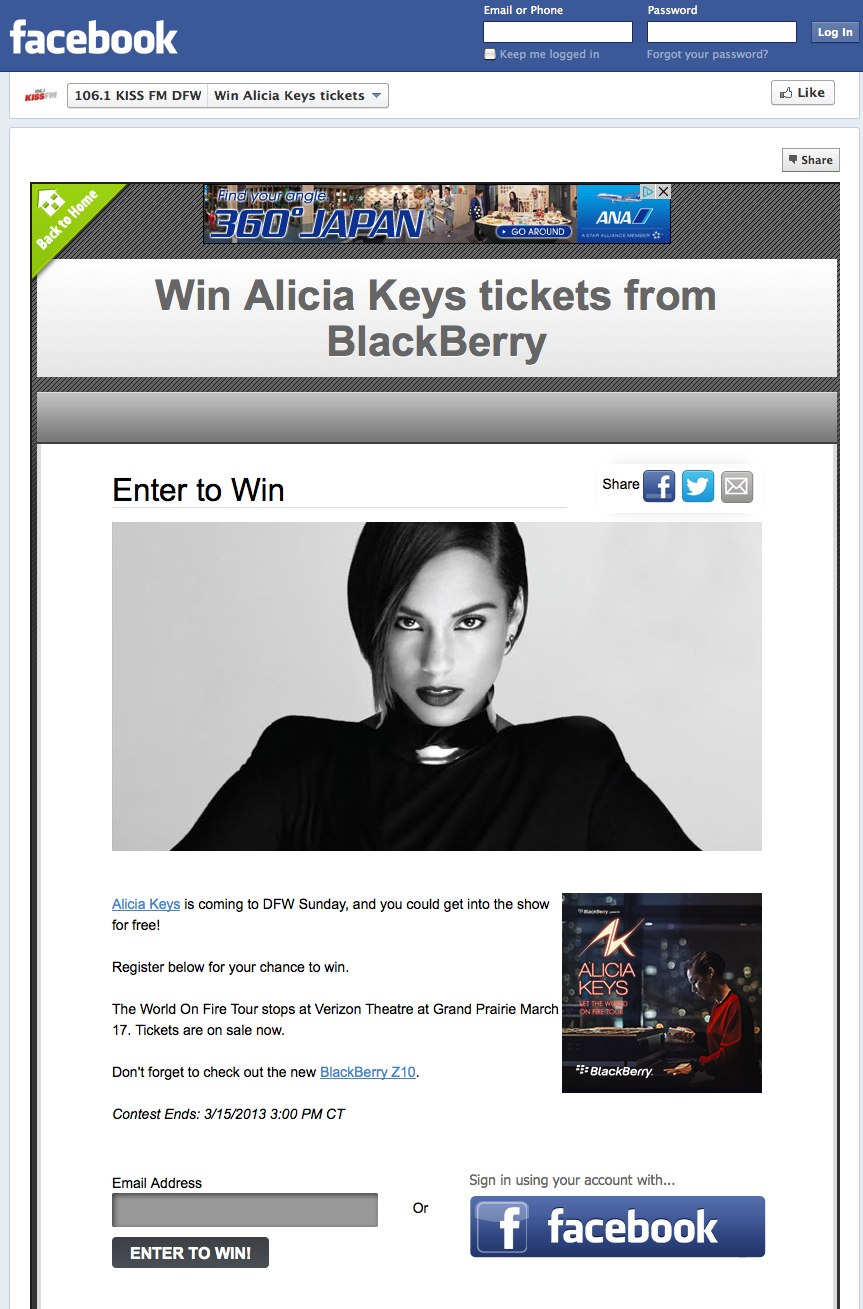 facebook
Email or Phone
Password
Log In
Keep me logged in
Forgot your password?
106.1
KISSFM
106.1 KISS FM DFW
Win Alicia Keys tickets
Like
Share
Back to Home
Find your angle.
360° JAPAN
GO AROUND
ANA
A STAR ALLIANCE MEMBER
Win Alicia Keys tickets from
BlackBerry
Enter to Win
Share
Alicia Keys is coming to DFW Sunday, and you could get into the show
for free!
Register below for your chance to win.
The World On Fire Tour stops at Verizon Theatre at Grand Prairie March
17. Tickets are on sale now.
Don't forget to check out the new BlackBerry Z10.
Contest Ends: 3/15/2013 3:00 PM CT
BlackBerry presents
AK
ALICIA
KEYS
SET THE WORLD
ON FIRE TOUR
BlackBerry.
Email Address
Or
ENTER TO WIN!
Sign in using your account with...
f facebook